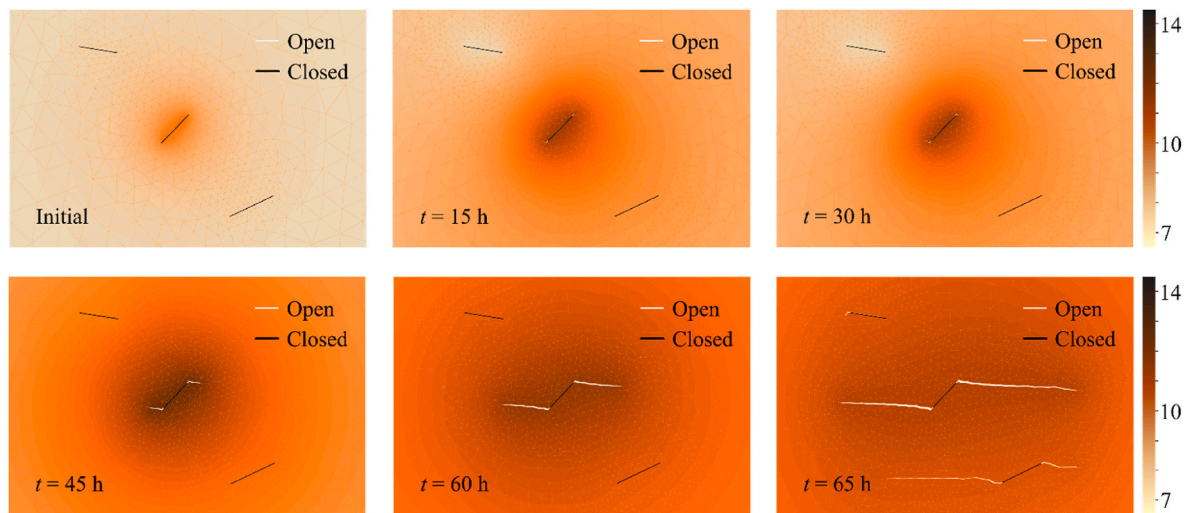 Open
Closed
Initial
Open
Closed
t = 15 h
Open
Closed
t = 30 h
14
10
7
Open
Closed
t = 45 h
Open
Closed
t = 60 h
Open
Closed
t = 65 h
14
10
7